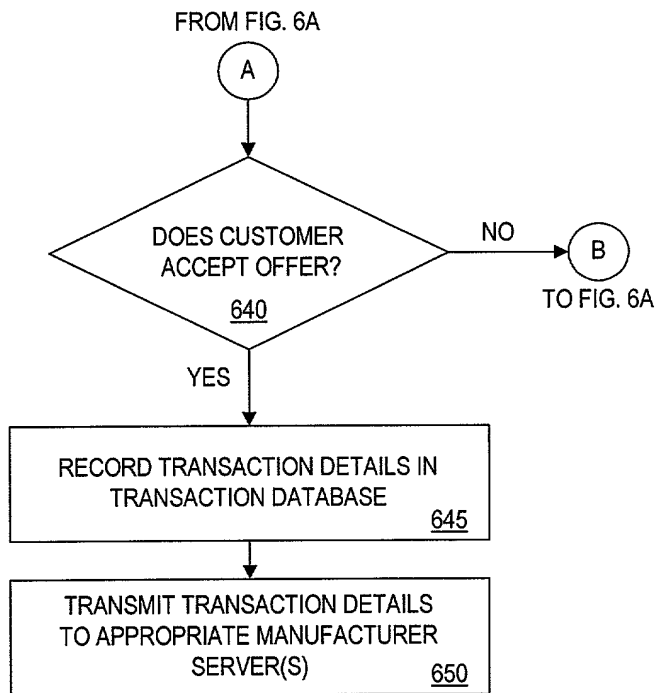 FROM FIG. 6A
A
DOES CUSTOMER
ACCEPT OFFER?
640
NO
B
TO FIG. 6A
YES
RECORD TRANSACTION DETAILS IN
TRANSACTION DATABASE
645
TRANSMIT TRANSACTION DETAILS
TO APPROPRIATE MANUFACTURER
SERVER(S)
650